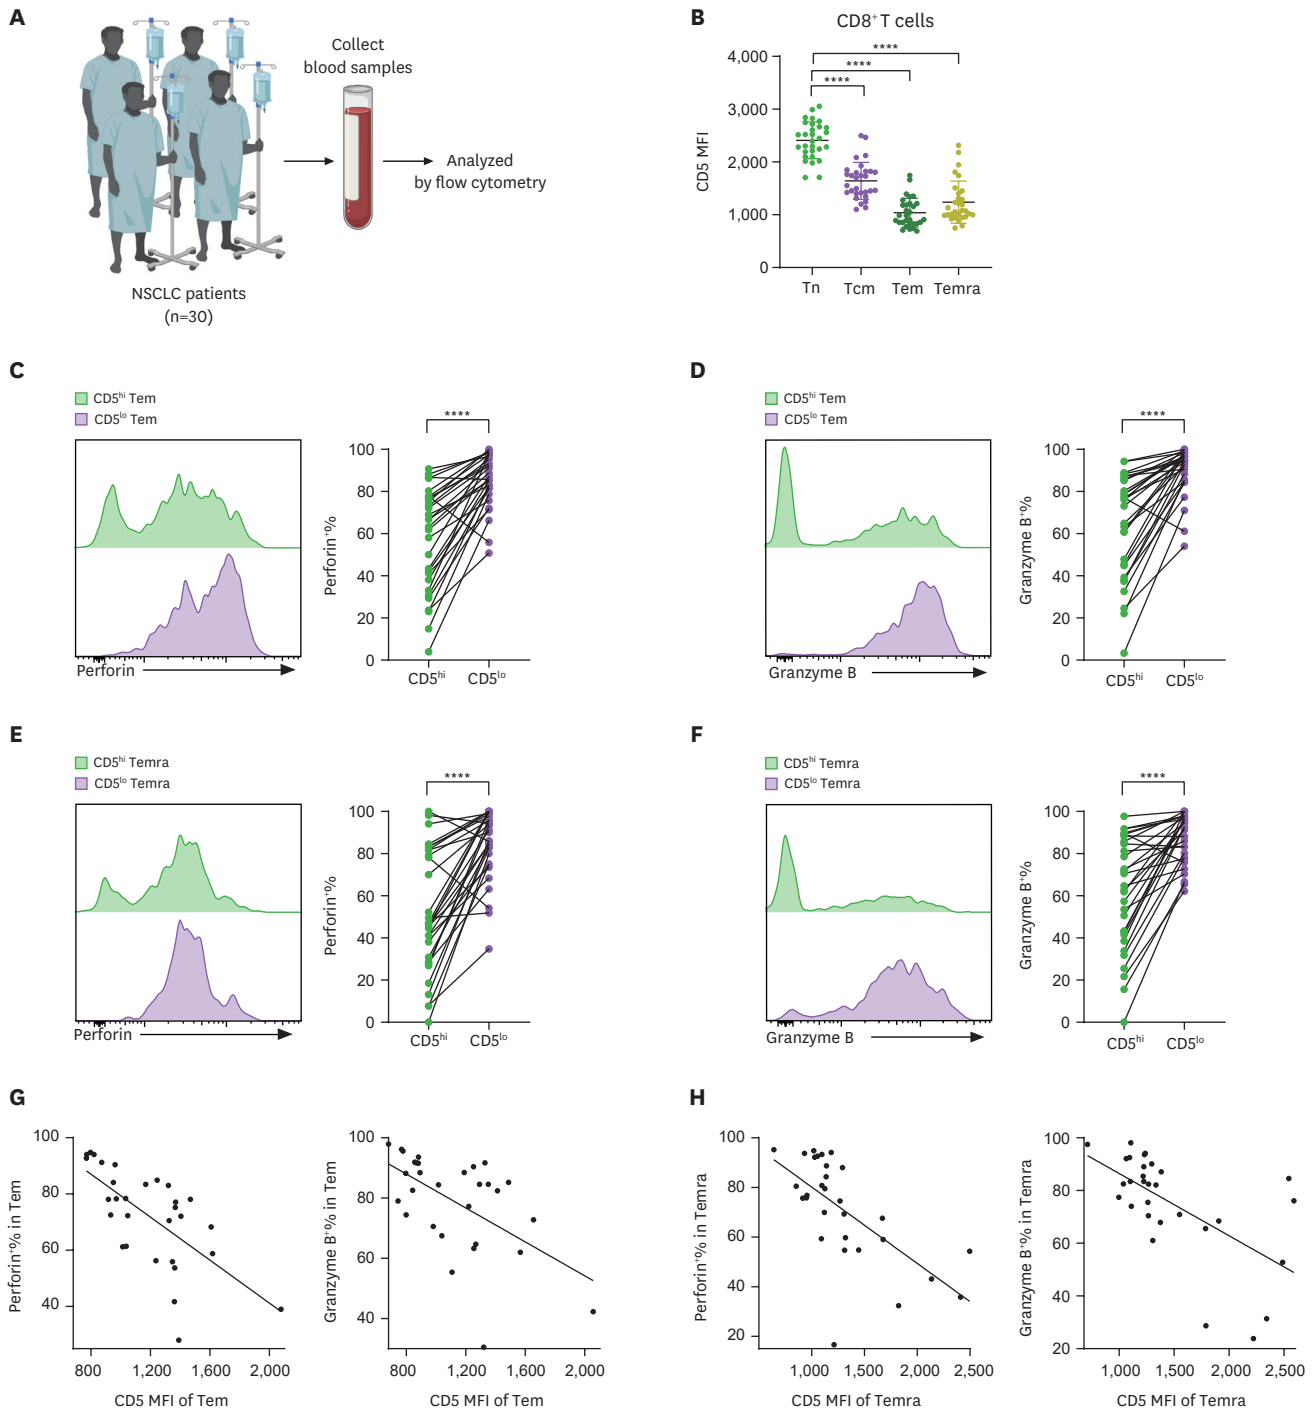 A
Collect
blood samples
Analyzed
by flow cytometry
NSCLC patients
(n=30)
B
CD8⁺ T cells
****
****
****
CD5 MFI
4,000
3,000
2,000
1,000
0
Tn
Tcm
Tem
Temra
C
CD5ʰⁱ Tem
CD5ˡᵒ Tem
Perforin
****
Perforin⁺%
100
80
60
40
20
0
CD5ʰⁱ
CD5ˡᵒ
D
CD5ʰⁱ Tem
CD5ˡᵒ Tem
Granzyme B
****
Granzyme B⁺%
100
80
60
40
20
0
CD5ʰⁱ
CD5ˡᵒ
E
CD5ʰⁱ Temra
CD5ˡᵒ Temra
Perforin
****
Perforin⁺%
100
80
60
40
20
0
CD5ʰⁱ
CD5ˡᵒ
F
CD5ʰⁱ Temra
CD5ˡᵒ Temra
Granzyme B
****
Granzyme B⁺%
100
80
60
40
20
0
CD5ʰⁱ
CD5ˡᵒ
G
Perforin⁺% in Tem
100
80
60
40
800
1,200
1,600
2,000
CD5 MFI of Tem
Granzyme B⁺% in Tem
100
80
60
40
800
1,200
1,600
2,000
CD5 MFI of Tem
H
Perforin⁺% in Temra
100
80
60
40
20
1,000
1,500
2,000
2,500
CD5 MFI of Temra
Granzyme B⁺% in Temra
100
80
60
40
20
1,000
1,500
2,000
2,500
CD5 MFI of Temra